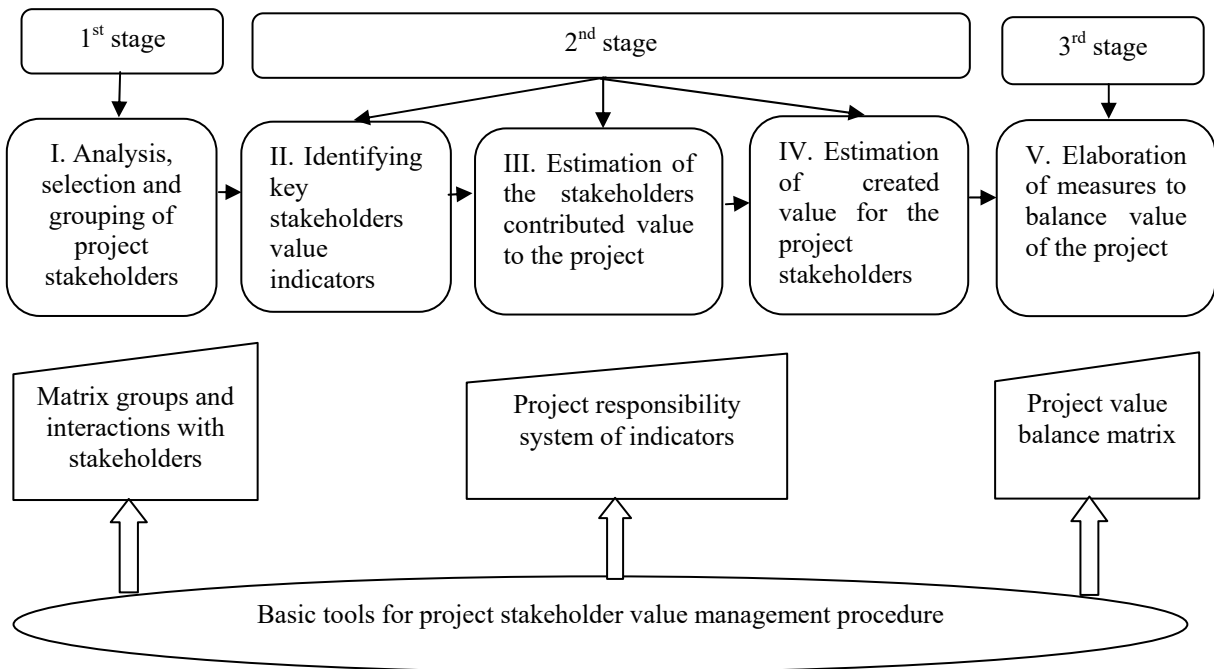 1st stage
2nd stage
3rd stage
I. Analysis,
selection and
grouping of
project
stakeholders
II. Identifying
key
stakeholders
value
indicators
III. Estimation of
the stakeholders
contributed value
to the project
IV. Estimation
of created
value for the
project
stakeholders
V. Elaboration
of measures to
balance value
of the project
Matrix groups and
interactions with
stakeholders
Project responsibility
system of indicators
Project value
balance matrix
Basic tools for project stakeholder value management procedure